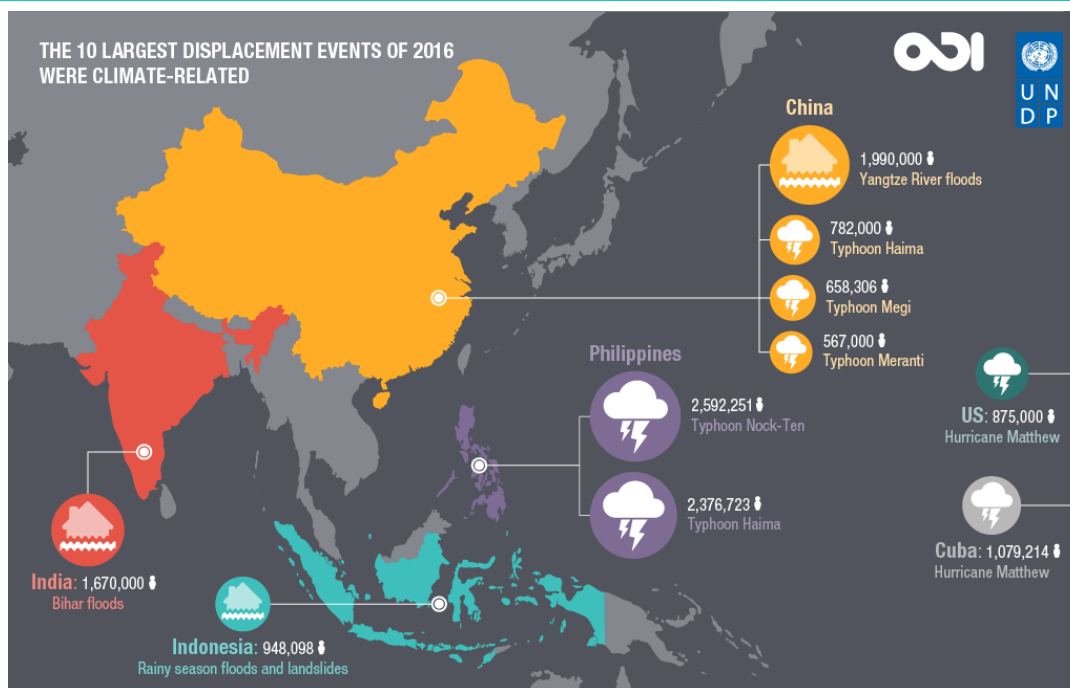 THE 10 LARGEST DISPLACEMENT EVENTS OF 2016
WERE CLIMATE-RELATED
ODI
U N
D P
China
1,990,000
Yangtze River floods
782,000
Typhoon Haima
658,306
Typhoon Megi
567,000
Typhoon Meranti
Philippines
2,592,251
Typhoon Nock-Ten
2,376,723
Typhoon Haima
US: 875,000
Hurricane Matthew
Cuba: 1,079,214
Hurricane Matthew
India: 1,670,000
Bihar floods
Indonesia: 948,098
Rainy season floods and landslides